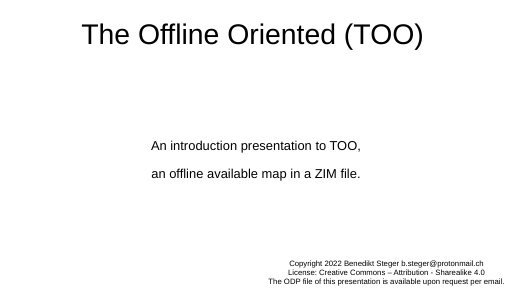 The Offline Oriented (TOO)
An introduction presentation to TOO,
an offline available map in a ZIM file.
Copyright 2022 Benedikt Steger b.steger@protonmail.ch
License: Creative Commons – Attribution - Sharealike 4.0
The ODP file of this presentation is available upon request per email.